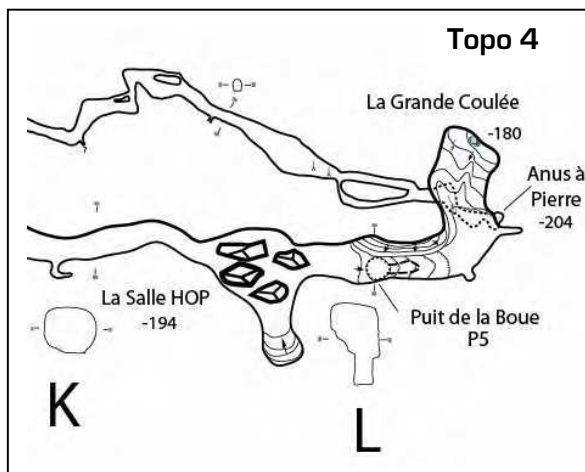 Topo 4
La Grande Coulée
-180
Anus à
Pierre
-204
La Salle HOP
-194
Puit de la Boue
P5
K
L